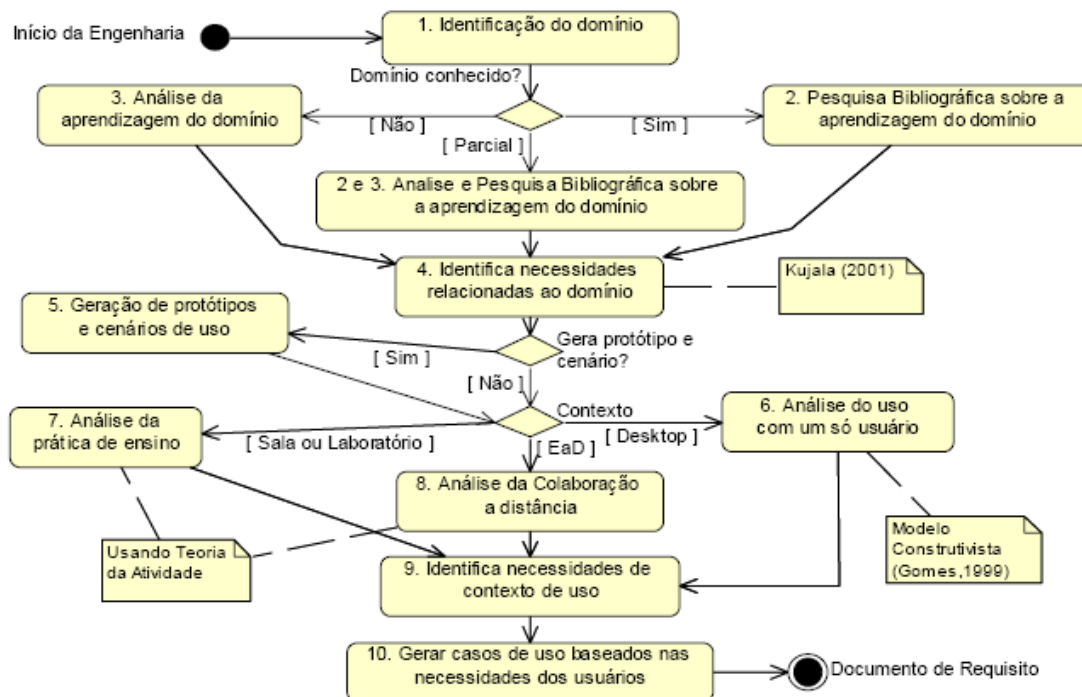 Início da Engenharia
1. Identificação do domínio
Domínio conhecido?
3. Análise da
aprendizagem do domínio
[ Não ]
[ Sim ]
2. Pesquisa Bibliográfica sobre a
aprendizagem do domínio
[ Parcial ]
2 e 3. Analise e Pesquisa Bibliográfica sobre
a aprendizagem do domínio
4. Identifica necessidades
relacionadas ao domínio
Kujala (2001)
5. Geração de protótipos
e cenários de uso
Gera protótipo e
cenário?
[ Sim ]
[ Não ]
Contexto
7. Análise da
prática de ensino
[ Sala ou Laboratório ]
[ EaD ]
[ Desktop ]
6. Análise do uso
com um só usuário
8. Análise da Colaboração
a distância
Usando Teoria
da Atividade
Modelo
Construtivista
(Gomes,1999)
9. Identifica necessidades de
contexto de uso
10. Gerar casos de uso baseados nas
necessidades dos usuários
Documento de Requisito